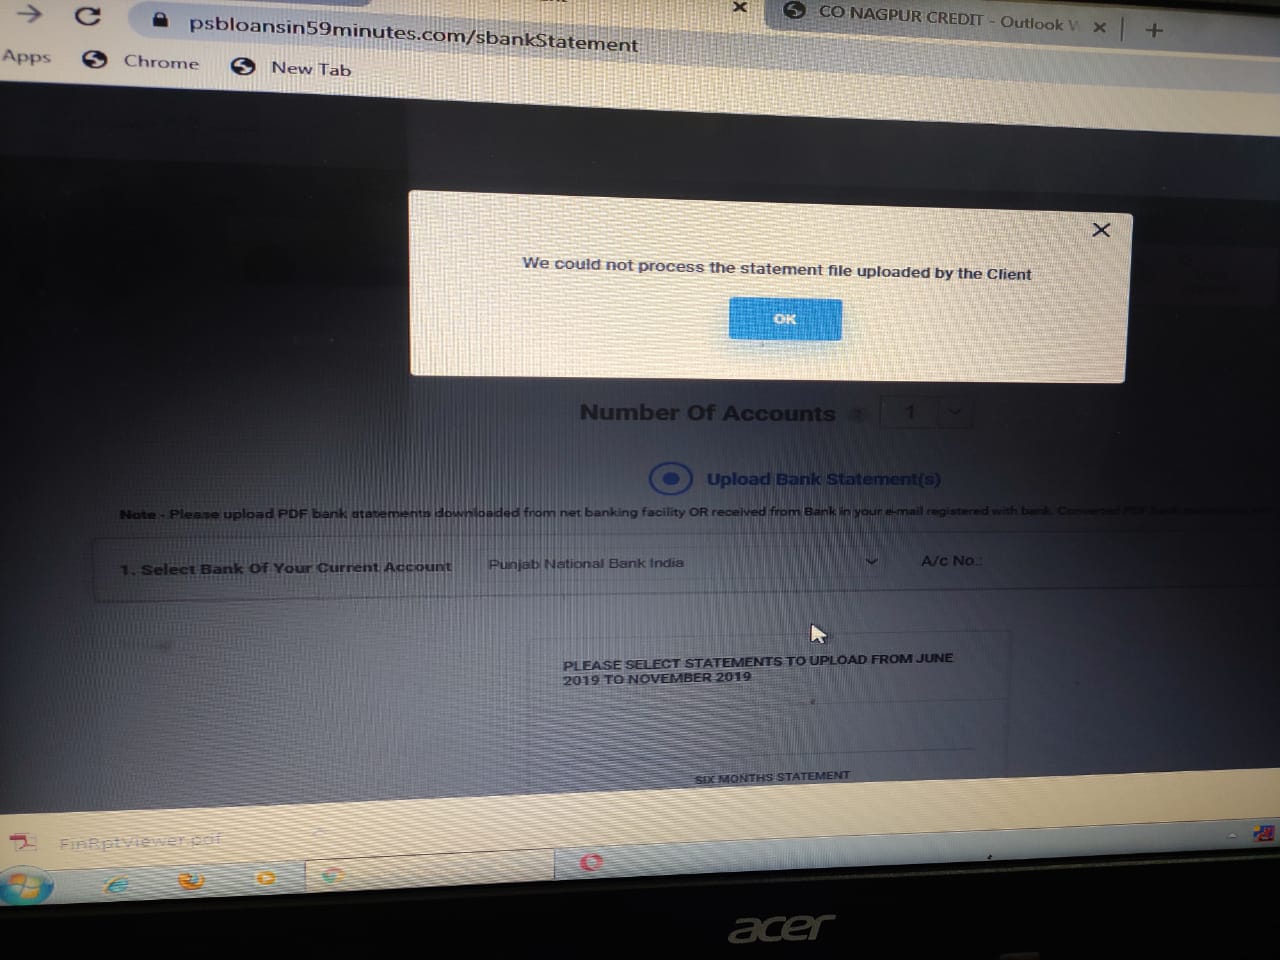 psbloansin59minutes.com/sbankStatement
CO NAGPUR CREDIT - Outlook W
Apps
Chrome
New Tab
We could not process the statement file uploaded by the Client
OK
Number Of Accounts
1
Upload Bank Statement(s)
Note - Please upload PDF bank statements downloaded from net banking facility OR received from Bank in your e-mail registered with bank. Converted PDF
1. Select Bank Of Your Current Account
Punjab National Bank India
A/c No.:
PLEASE SELECT STATEMENTS TO UPLOAD FROM JUNE
2019 TO NOVEMBER 2019
SIX MONTHS STATEMENT
FinRptViewer.pdf
acer